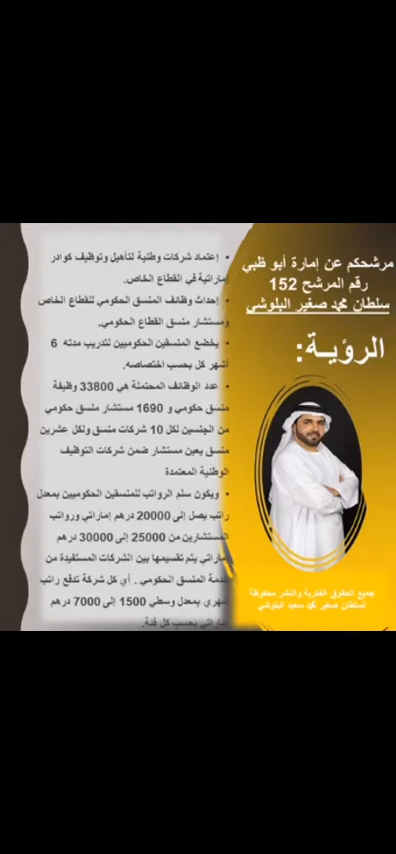 مرشحكم عن إمارة أبو ظبي
رقم المرشح 152
سلطان محمد صغير البلوشي
الرؤيــة:
جميع الحقوق الفكرية والنشر محفوظة
لسلطان صغير محمد سعيد البلوشي
• إعتماد شركات وطنية لتأهيل وتوظيف كوادر
إماراتية في القطاع الخاص.
• إحداث وظائف المنسق الحكومي للقطاع الخاص
ومستشار منسق القطاع الحكومي.
• يخضع المنسقين الحكوميين لتدريب مدته 6
أشهر كل بحسب اختصاصه.
• عدد الوظائف المحتملة هي 33800 وظيفة
منسق حكومي و 1690 مستشار منسق حكومي
من الجنسين لكل 10 شركات منسق ولكل عشرين
منسق يعين مستشار ضمن شركات التوظيف
الوطنية المعتمدة
• ويكون سلم الرواتب للمنسقين الحكوميين بمعدل
راتب يصل إلى 20000 درهم إماراتي ورواتب
المستشارين من 25000 إلى 30000 درهم
إماراتي يتم تقسيمها بين الشركات المستفيدة من
خدمة المنسق الحكومي . أي كل شركة تدفع راتب
شهري بمعدل وسطي 1500 إلى 7000 درهم
إماراتي بحسب كل فئة.